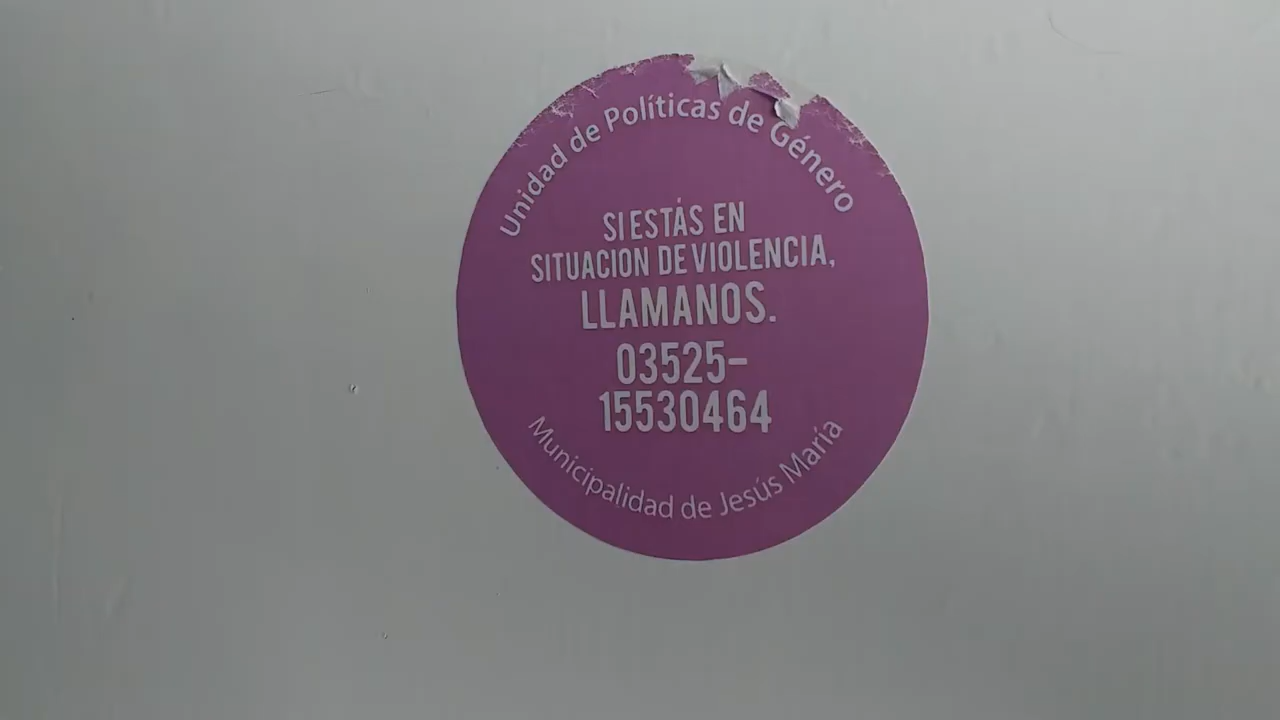 Unidad de Políticas de Género
SI ESTÁS EN
SITUACION DE VIOLENCIA,
LLAMANOS.
03525-
15530464
Municipalidad de Jesús María